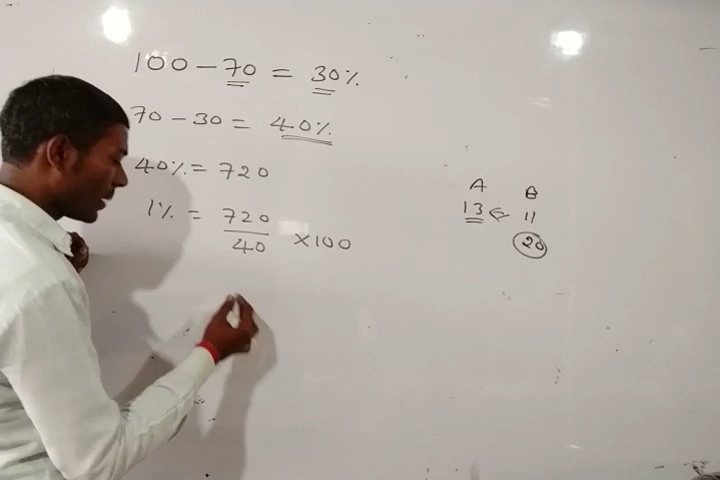 100 - 70 = 30%
70 - 30 = 40%
40% = 720
1% = 720/40 × 100
A B
13 ← 11
20